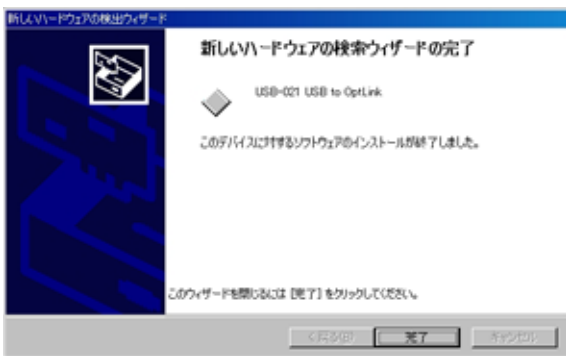 新しいハードウェアの検出ウィザード
新しいハードウェアの検索ウィザードの完了
USB-021 USB to OptLink
このデバイスに対するソフトウェアのインストールが終了しました。
このウィザードを閉じるには [完了] をクリックしてください。
< 戻る(B)
完了
キャンセル